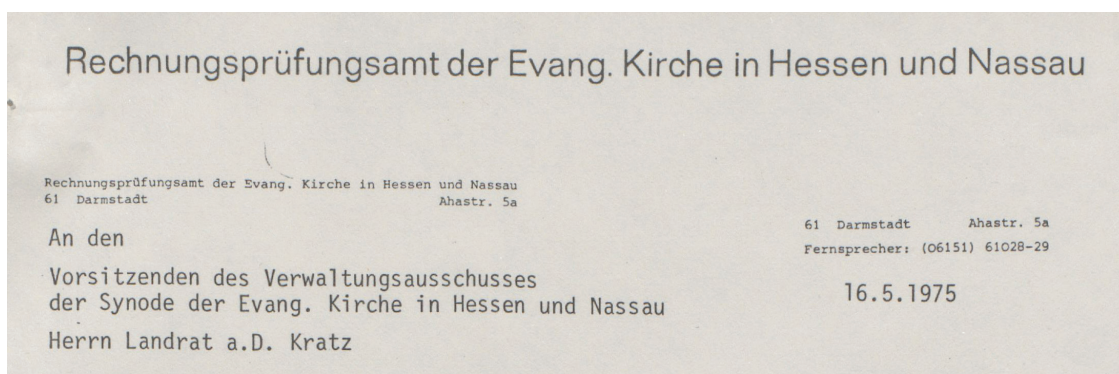 Rechnungsprüfungsamt der Evang. Kirche in Hessen und Nassau
Rechnungsprüfungsamt der Evang. Kirche in Hessen und Nassau
61 Darmstadt Ahastr. 5a
An den
Vorsitzenden des Verwaltungsausschusses
der Synode der Evang. Kirche in Hessen und Nassau
Herrn Landrat a.D. Kratz
61 Darmstadt Ahastr. 5a
Fernsprecher: (06151) 61028-29
16.5.1975